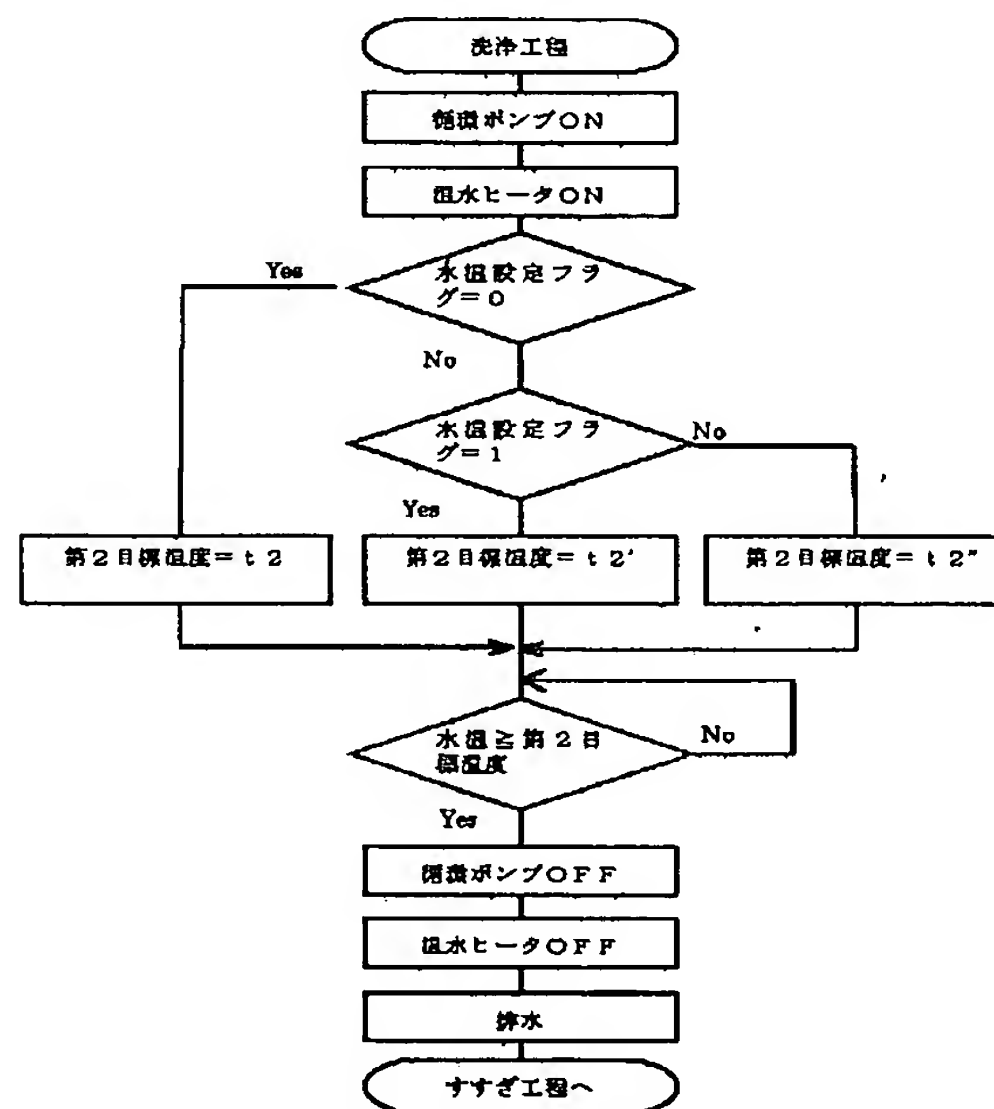 洗浄工程
循環ポンプON
温水ヒータON
水温設定フラ
グ=0
Yes
No
水温設定フラ
グ=1
No
Yes
第2目標温度=t2
第2目標温度=t2'
第2目標温度=t2"
水温≧第2目
標温度
No
Yes
循環ポンプOFF
温水ヒータOFF
排水
すすぎ工程へ